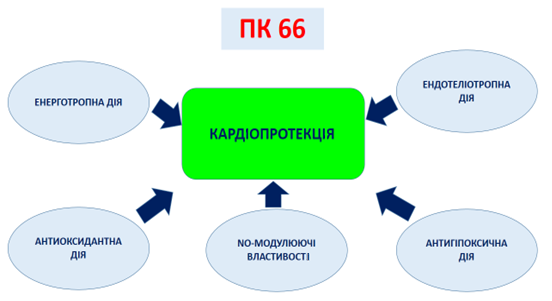 ПК 66
ЕНЕРГОТРОПНА ДІЯ
ЕНДОТЕЛІОТРОПНА
ДІЯ
КАРДІОПРОТЕКЦІЯ
АНТИОКСИДАНТНА
ДІЯ
NO-МОДУЛЮЮЧІ
ВЛАСТИВОСТІ
АНТИГІПОКСИЧНА
ДІЯ